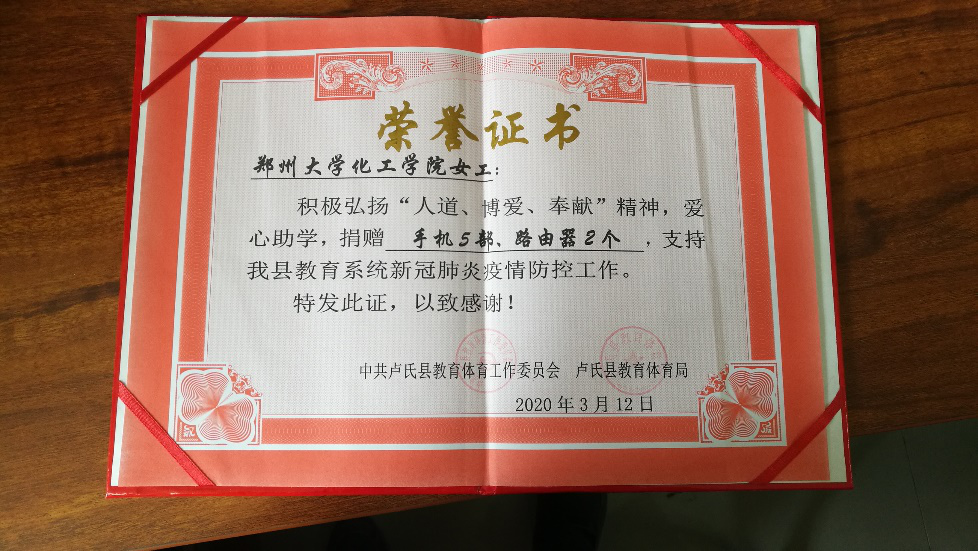 荣誉证书
郑州大学化工学院女工：
积极弘扬“人道、博爱、奉献”精神，爱
心助学，捐赠 手机5部、路由器2个 ，支持
我县教育系统新冠肺炎疫情防控工作。
特发此证，以致感谢！
中共卢氏县教育体育工作委员会 卢氏县教育体育局
2020年3月12日